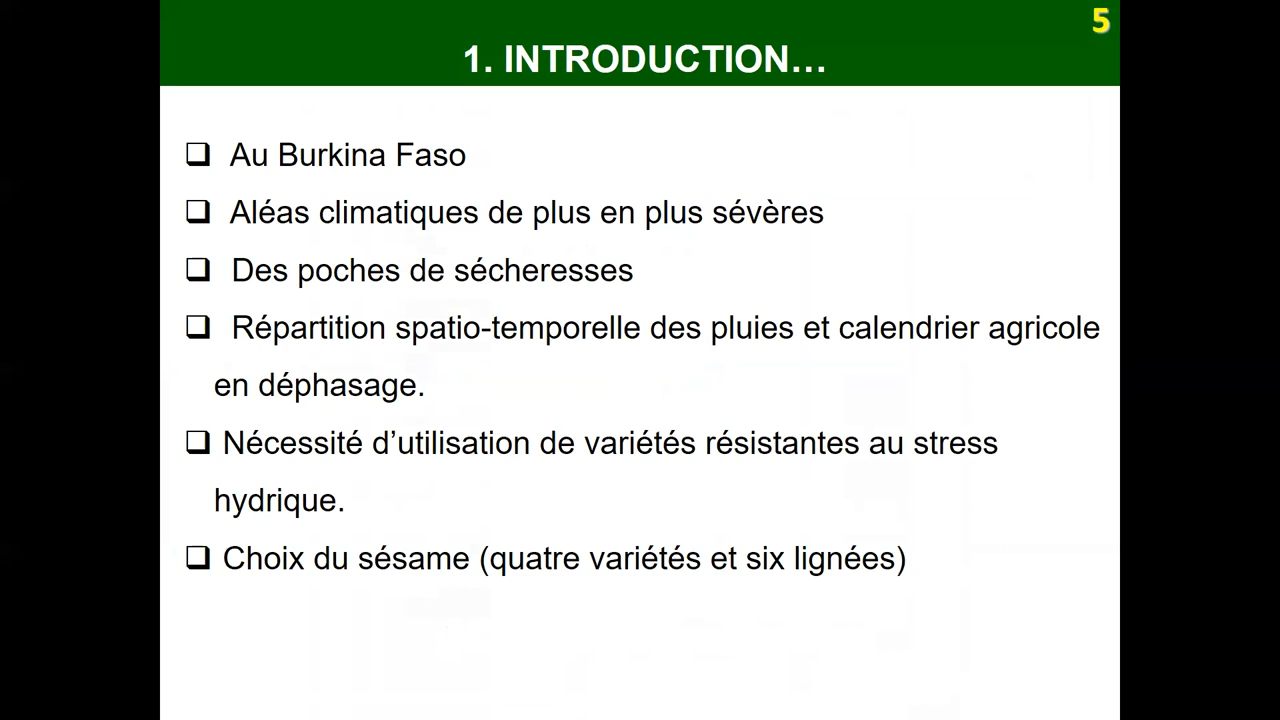 5
1. INTRODUCTION…
❑ Au Burkina Faso
❑ Aléas climatiques de plus en plus sévères
❑ Des poches de sécheresses
❑ Répartition spatio-temporelle des pluies et calendrier agricole
en déphasage.
❑ Nécessité d’utilisation de variétés résistantes au stress
hydrique.
❑ Choix du sésame (quatre variétés et six lignées)